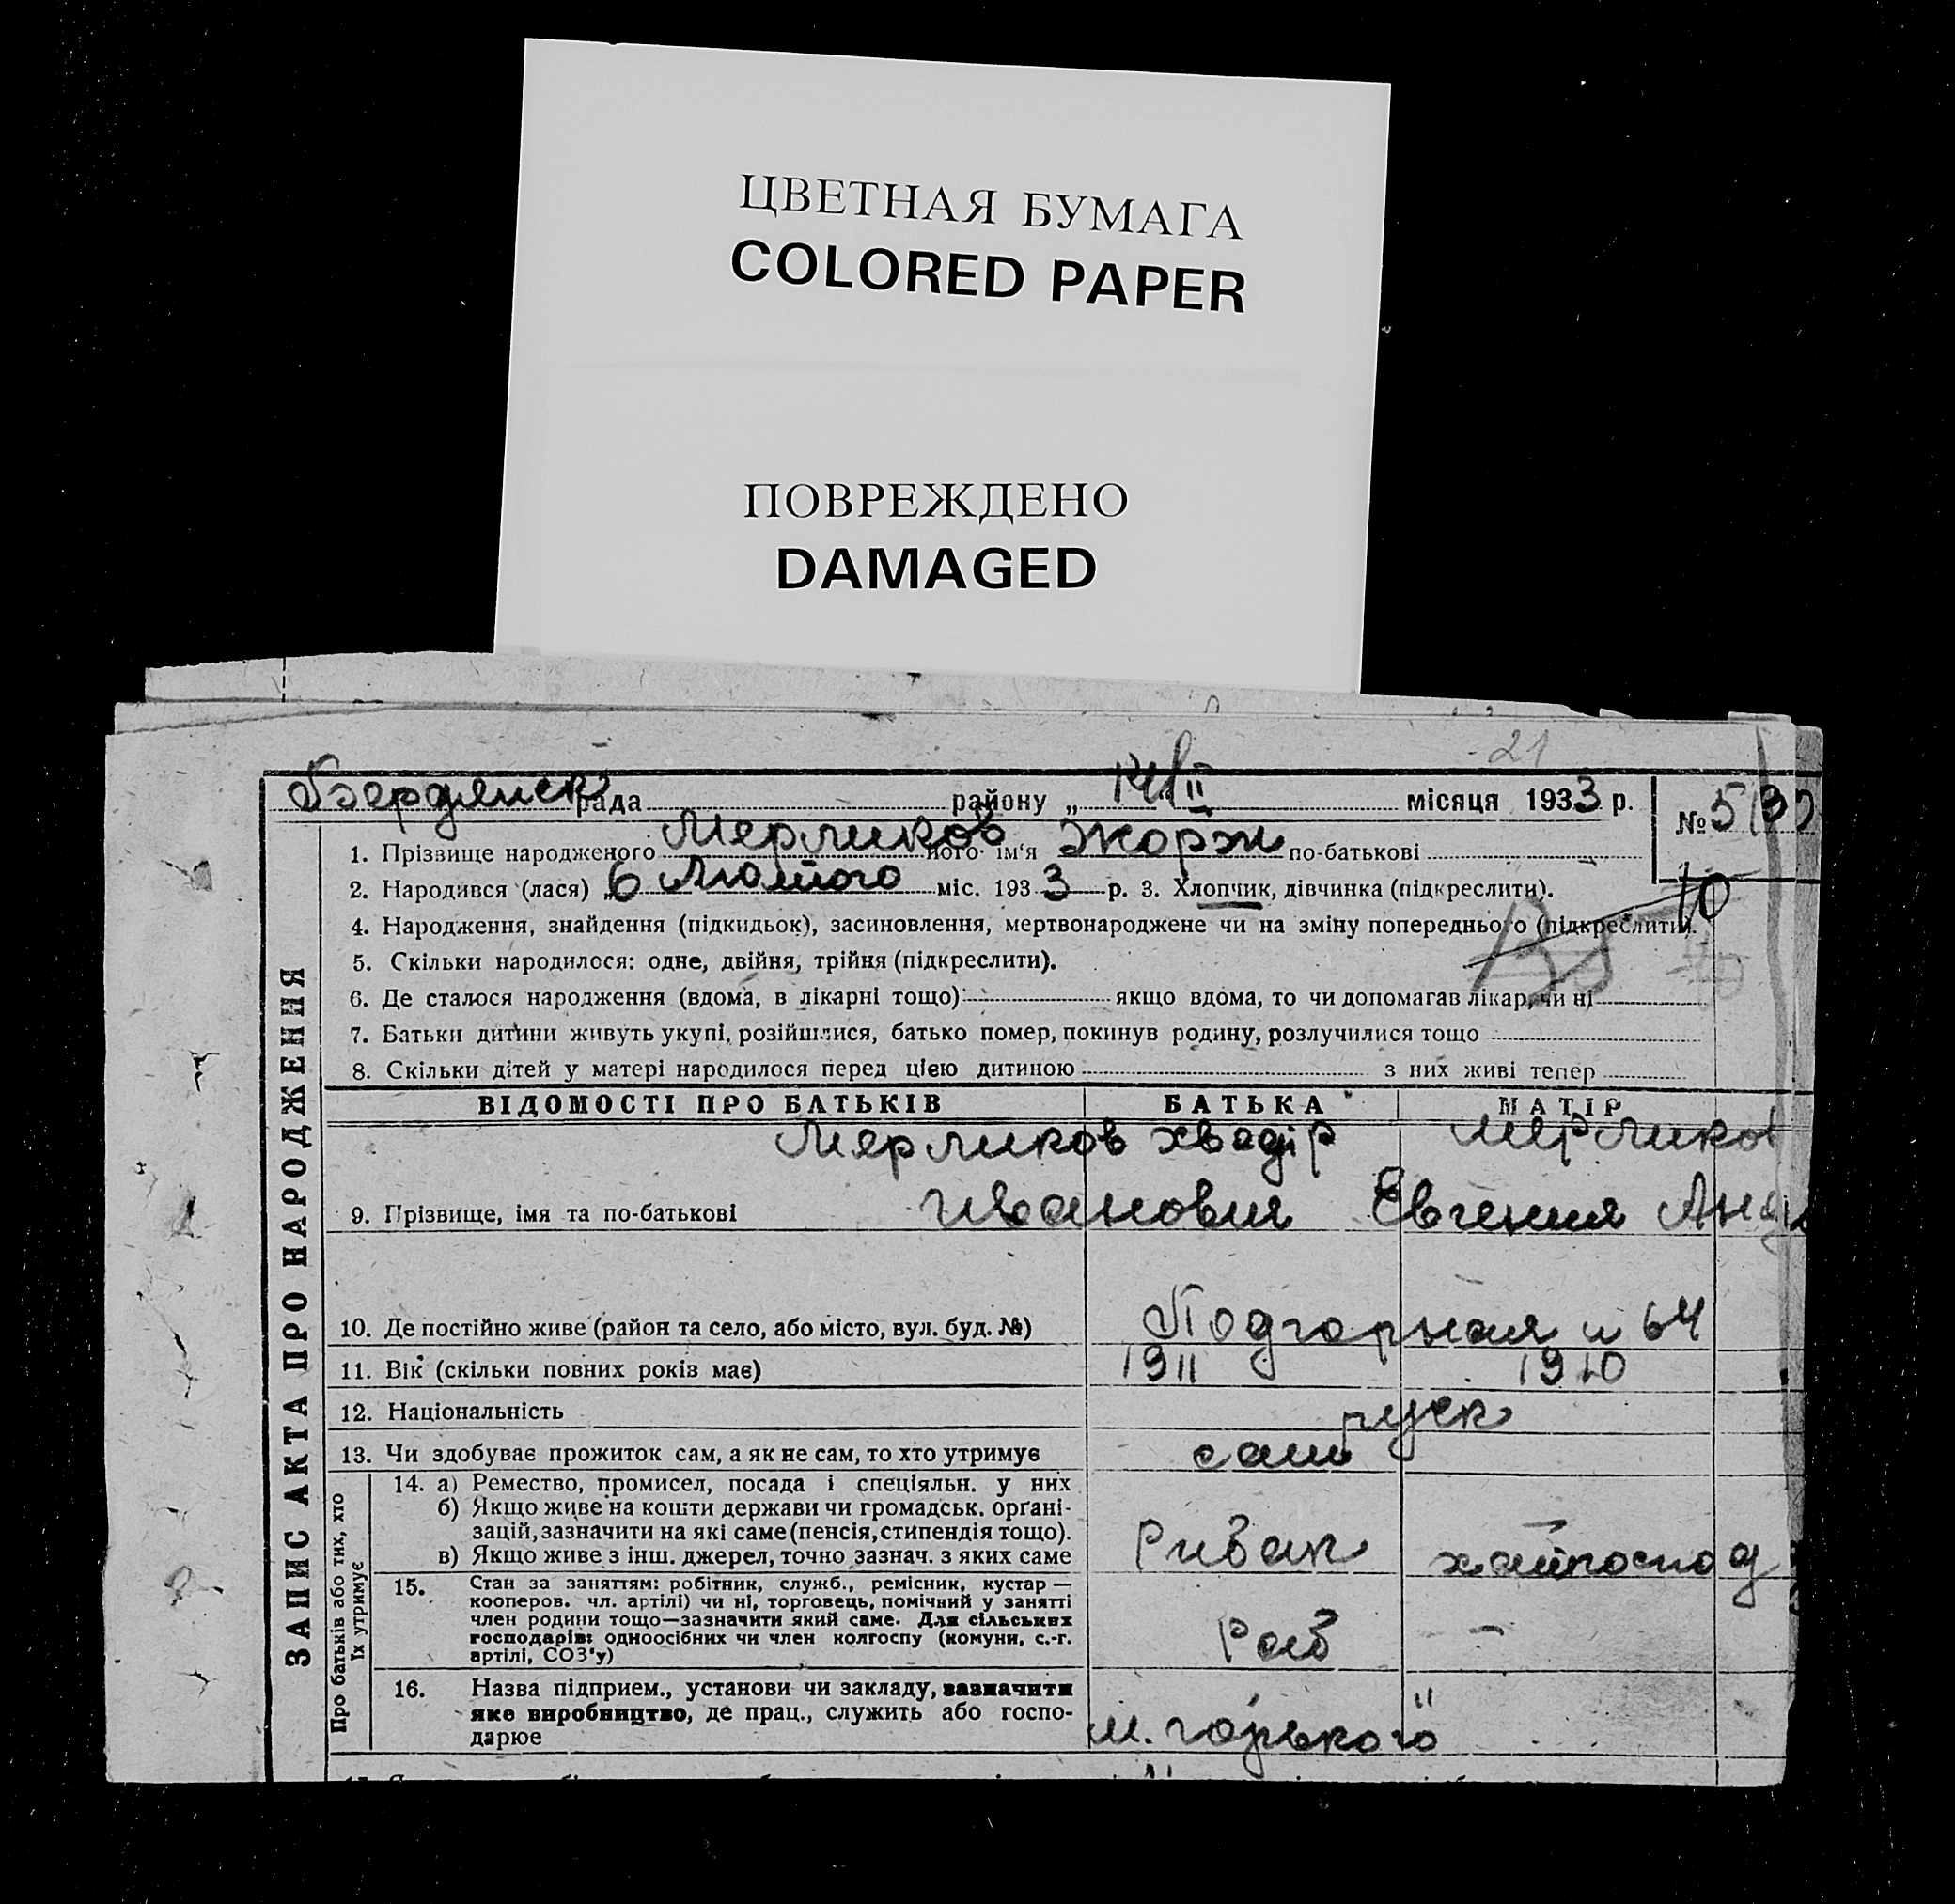 ЦВЕТНАЯ БУМАГА
COLORED PAPER
ПОВРЕЖДЕНО
DAMAGED
-21
Бердянск рада району „ 14/II місяця 1933 р.
№ 513
1. Прізвище народженого Мерликов його ім'я Жорж по-батькові
2. Народився (лася) „6 Лютого міс. 193 3 р. 3. Хлопчик, дівчинка (підкреслити).
10
4. Народження, знайдення (підкидьок), засиновлення, мертвонароджене чи на зміну попереднього (підкреслити).
5. Скільки народилося: одне, двійня, трійня (підкреслити).
6. Де сталося народження (вдома, в лікарні тощо): якщо вдома, то чи допомагав лікар, чи ні
7. Батьки дитини живуть укупі, розійшлися, батько помер, покинув родину, розлучилися тощо
8. Скільки дітей у матері народилося перед цією дитиною з них живі тепер
ЗАПИС АКТА ПРО НАРОДЖЕННЯ
ВІДОМОСТІ ПРО БАТЬКІВ БАТЬКА МАТІР
Мерликов Хведір Мерликов
9. Прізвище, імя та по-батькові Иванович Евгения
10. Де постійно живе (район та село, або місто, вул. буд. №) Подгорная 64
11. Вік (скільки повних років має) 1911 1910
12. Національність руск
13. Чи здобуває прожиток сам, а як не сам, то хто утримує сам
Про батьків або тих, хто
їх утримує
14. а) Ремество, промисел, посада і спеціяльн. у них
б) Якщо живе на кошти держави чи громадськ. орґані-
зацій, зазначити на які саме (пенсія, стипендія тощо).
в) Якщо живе з інш. джерел, точно зазнач. з яких саме Рибак
15. Стан за заняттям: робітник, служб., ремісник, кустар —
кооперов. чл. артілі) чи ні, торговець, помічний у занятті
член родини тощо—зазначити який саме. Для сільських
господарів: одноосібних чи член колгоспу (комуни, с.-г.
артілі, СОЗ'у) Роб -
16. Назва підприєм., установи чи закладу, зазначити
яке виробництво, де прац., служить або госпо-
дарює м. горького"